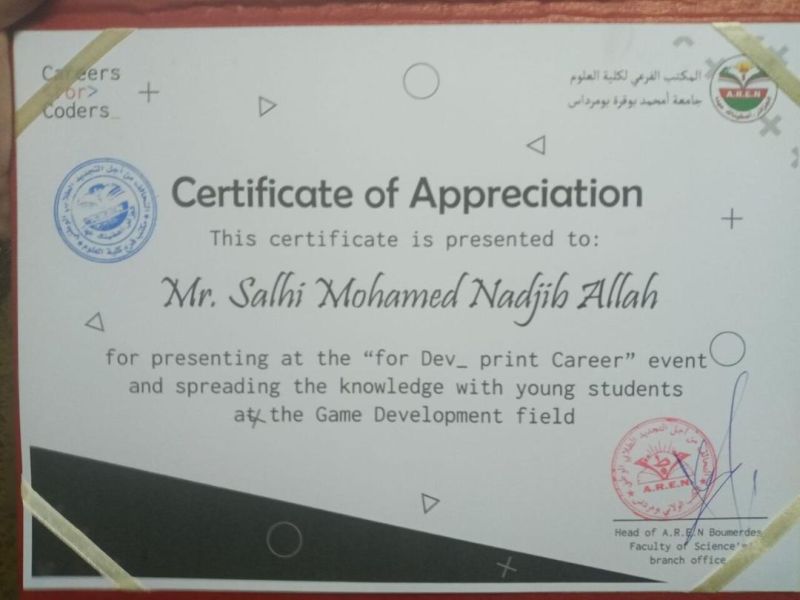 Careers
<for>
Coders_
المكتب الفرعي لكلية العلوم
جامعة أمحمد بوقرة بومرداس
A.R.E.N
Certificate of Appreciation
This certificate is presented to:
Mr. Salhi Mohamed Nadjib Allah
for presenting at the “for Dev_ print Career” event
and spreading the knowledge with young students
at the Game Development field
A.R.E.N
Head of A.R.E.N Boumerdes
Faculty of Science's
branch office